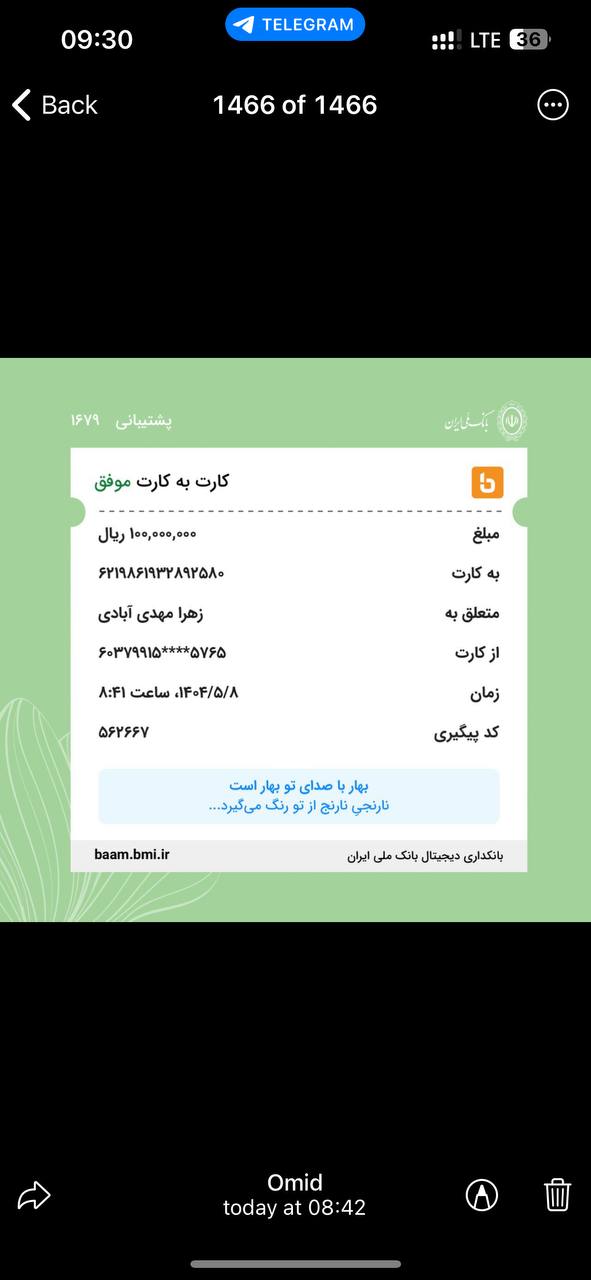 09:30
TELEGRAM
LTE 36
Back
1466 of 1466
بانک ملی ایران
پشتیبانی ۱۶۷۹
b
کارت به کارت موفق
مبلغ ۱۰۰,۰۰۰,۰۰۰ ریال
به کارت ۶۲۱۹۸۶۱۹۳۲۸۹۲۵۸۰
متعلق به زهرا مهدی آبادی
از کارت ۶۰۳۷۹۹۱۵****۵۷۶۵
زمان ۱۴۰۴/۵/۸، ساعت ۸:۴۱
کد پیگیری ۵۶۲۶۶۷
بهار با صدای تو بهار است
نارنجیِ نارنج از تو رنگ می‌گیرد...
بانکداری دیجیتال بانک ملی ایران baam.bmi.ir
Omid
today at 08:42